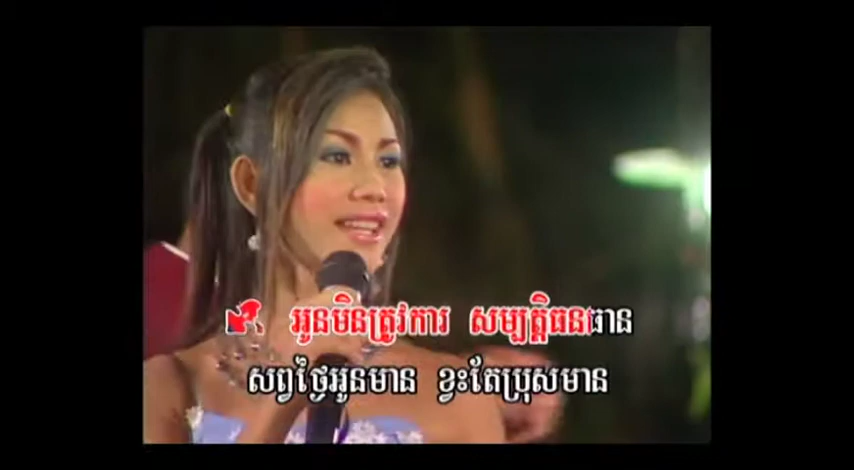 អូនមិនត្រូវការ សម្បត្តិធនធាន
សព្វថ្ងៃអូនមាន ខ្វះតែប្រុសមាន